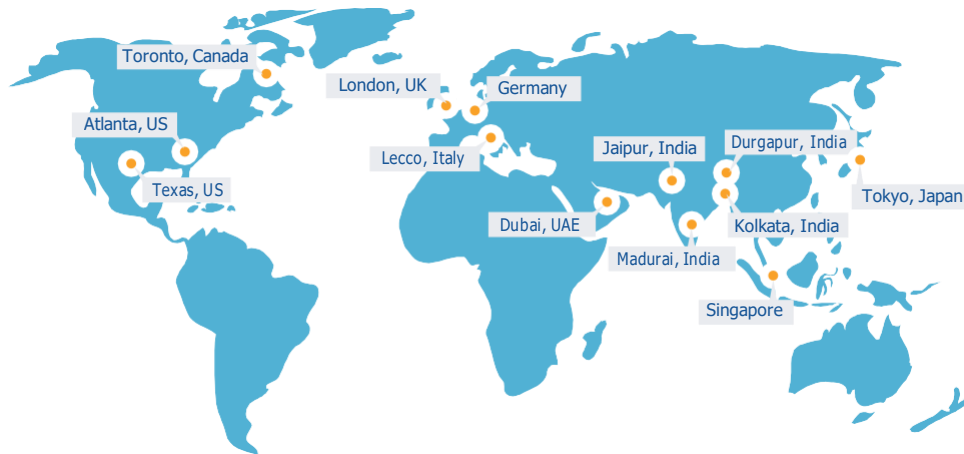 Toronto, Canada
London, UK
Germany
Atlanta, US
Durgapur, India
Jaipur, India
Lecco, Italy
Texas, US
Tokyo, Japan
Dubai, UAE
Kolkata, India
Madurai, India
Singapore